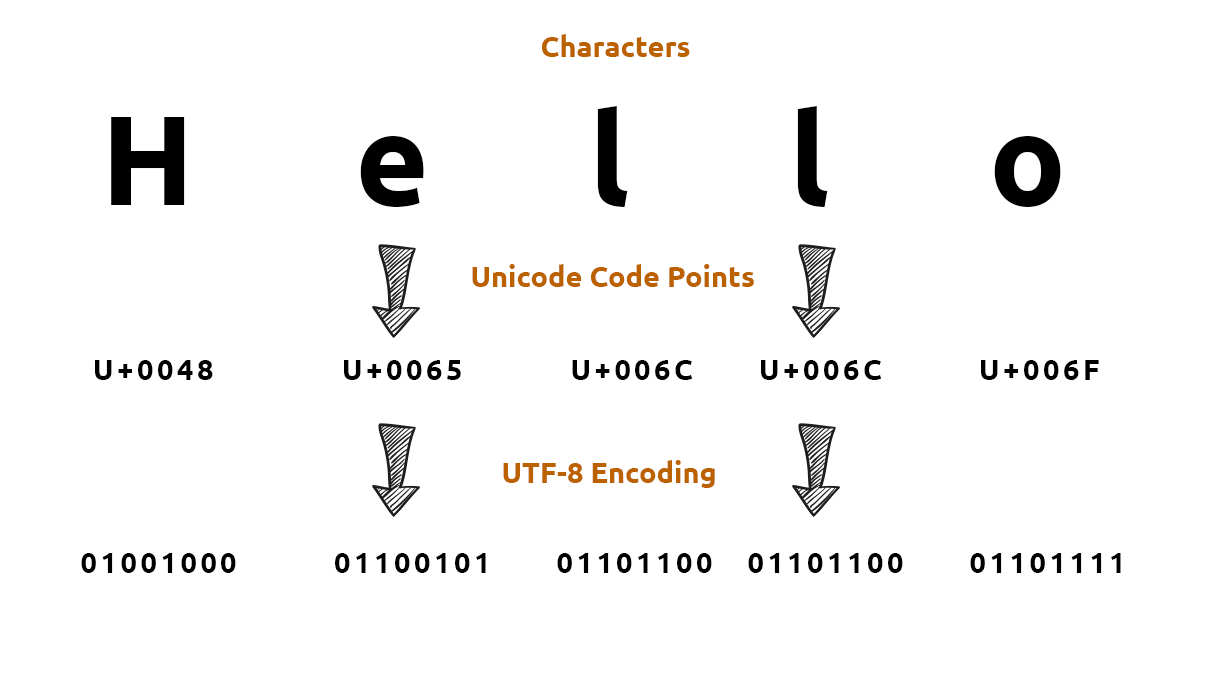 Characters
H e l l o
Unicode Code Points
U+0048 U+0065 U+006C U+006C U+006F
UTF-8 Encoding
01001000 01100101 01101100 01101100 01101111